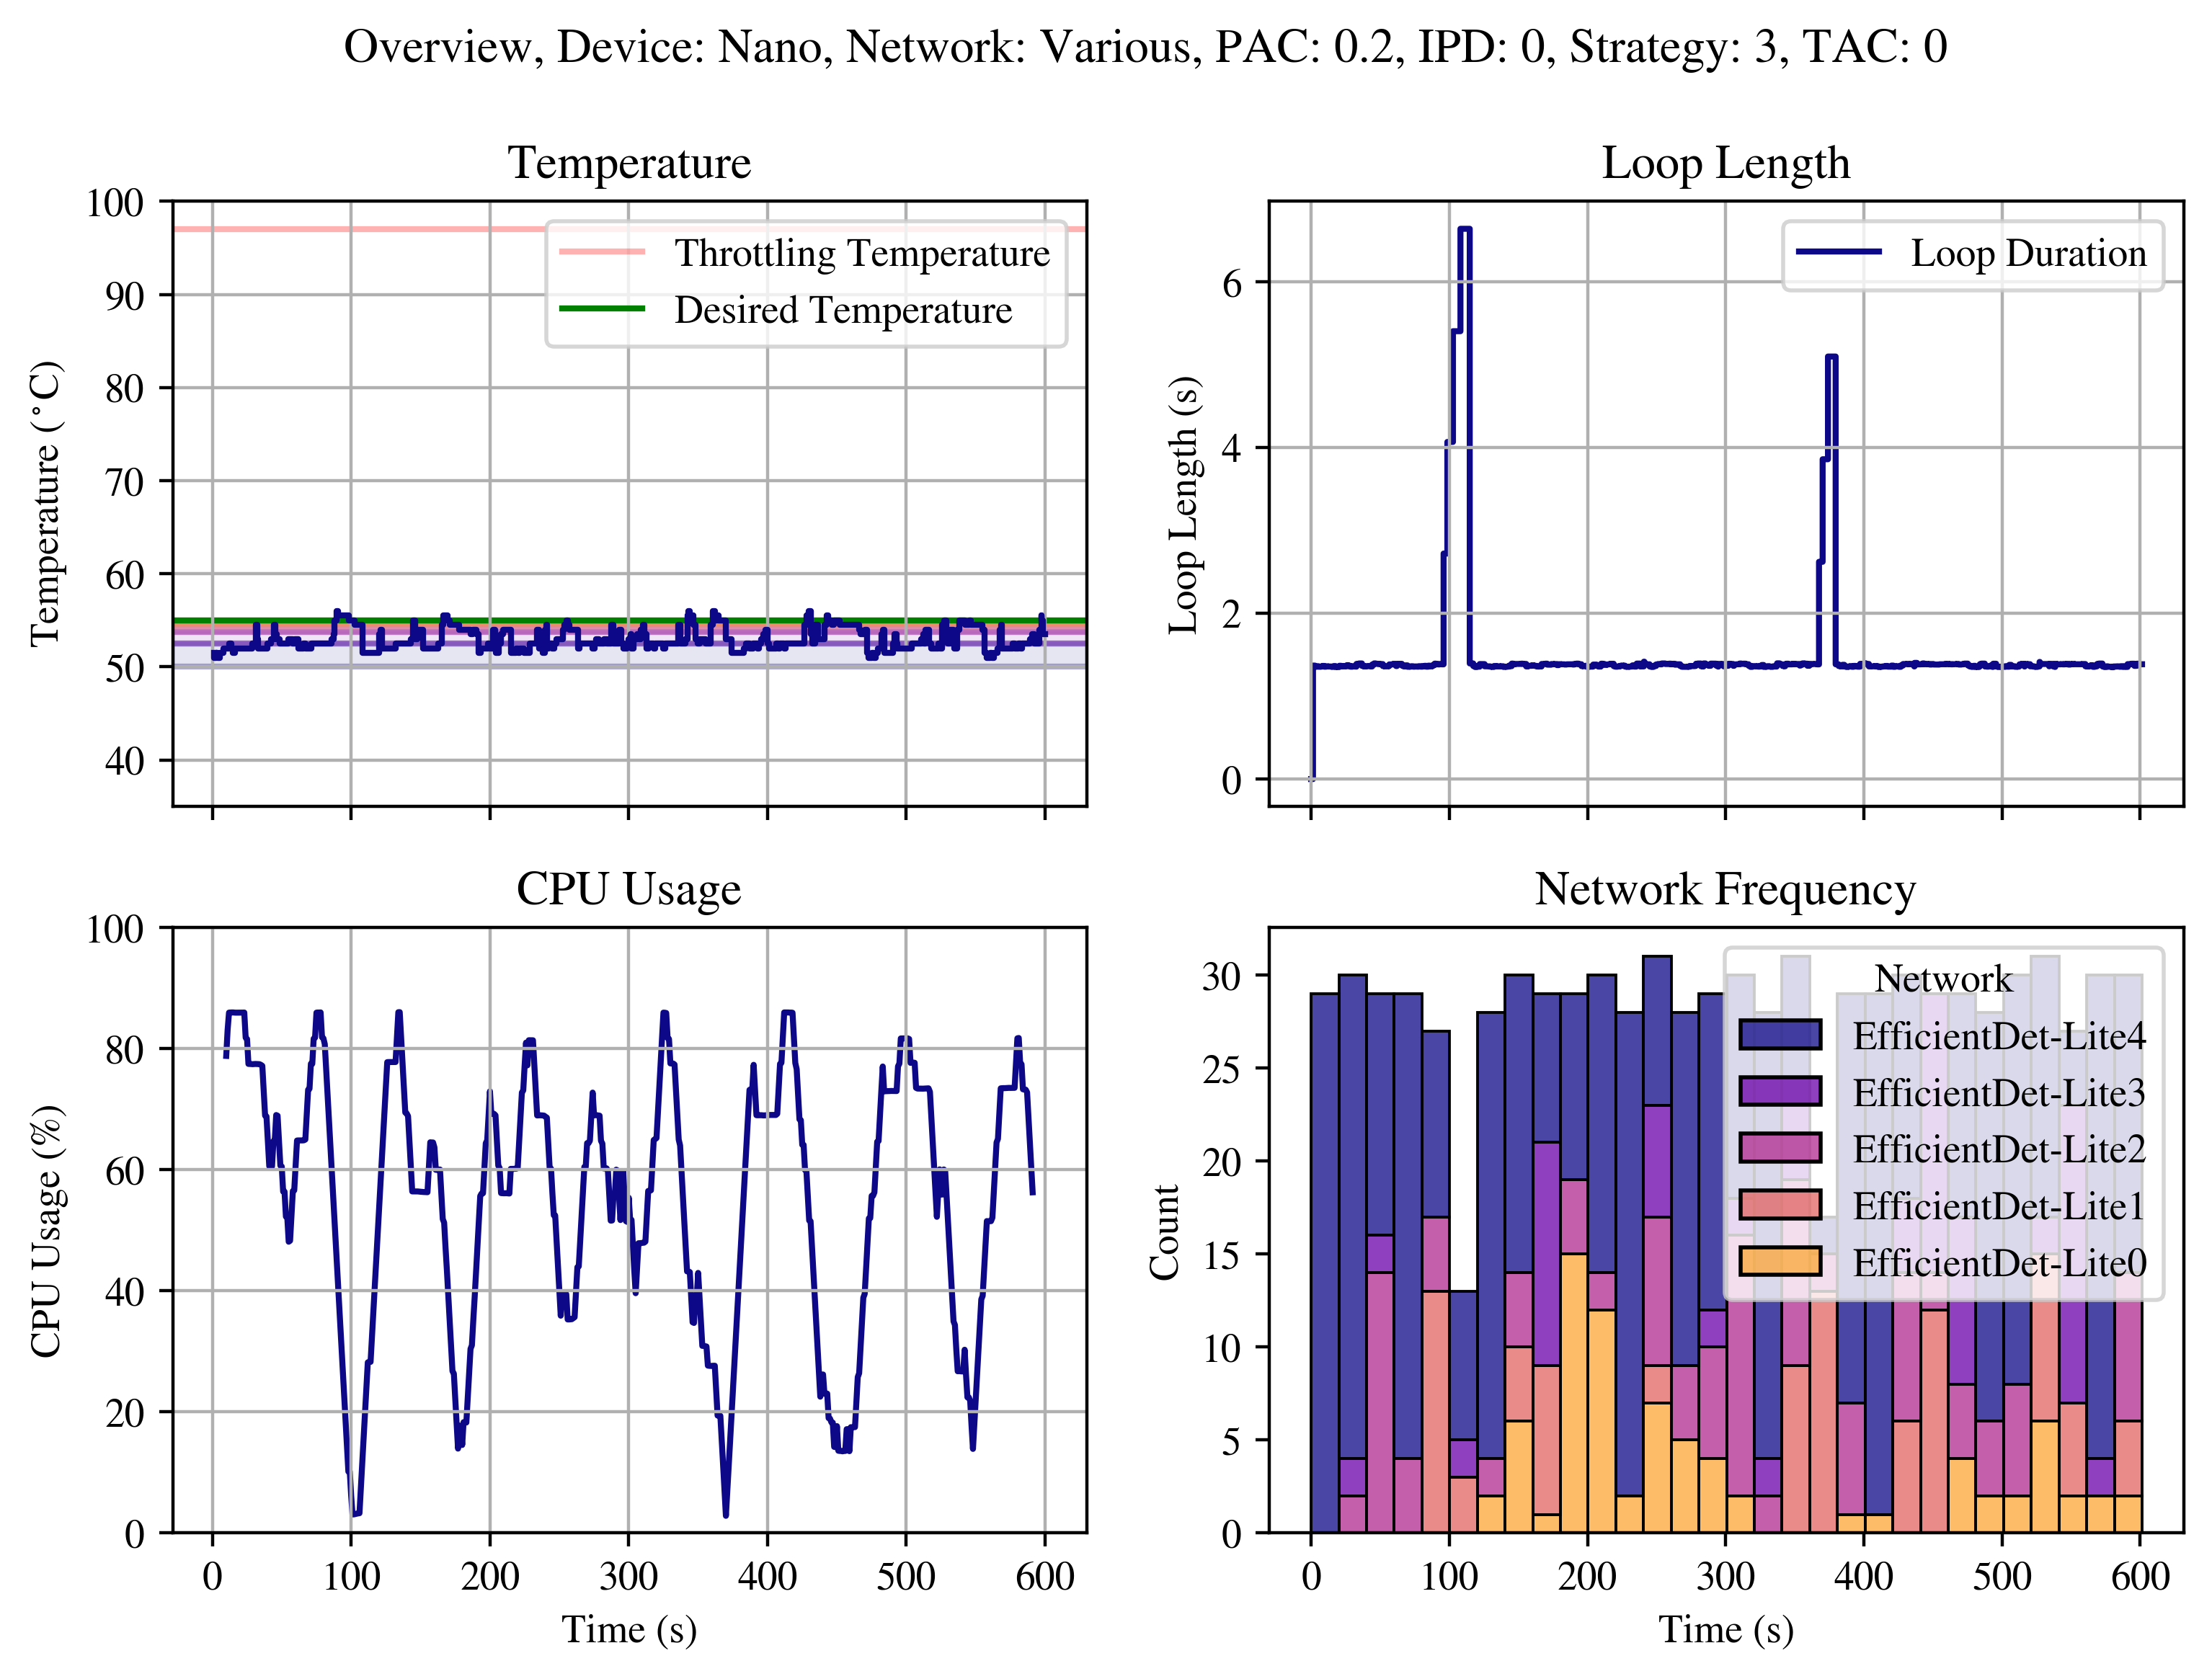 Overview, Device: Nano, Network: Various, PAC: 0.2, IPD: 0, Strategy: 3, TAC: 0
Temperature
100
90
80
70
60
50
40
Temperature (°C)
Throttling Temperature
Desired Temperature
Loop Length
6
4
2
0
Loop Length (s)
Loop Duration
CPU Usage
100
80
60
40
20
0
CPU Usage (%)
0 100 200 300 400 500 600
Time (s)
Network Frequency
30
25
20
15
10
5
0
Count
Network
EfficientDet-Lite4
EfficientDet-Lite3
EfficientDet-Lite2
EfficientDet-Lite1
EfficientDet-Lite0
0 100 200 300 400 500 600
Time (s)